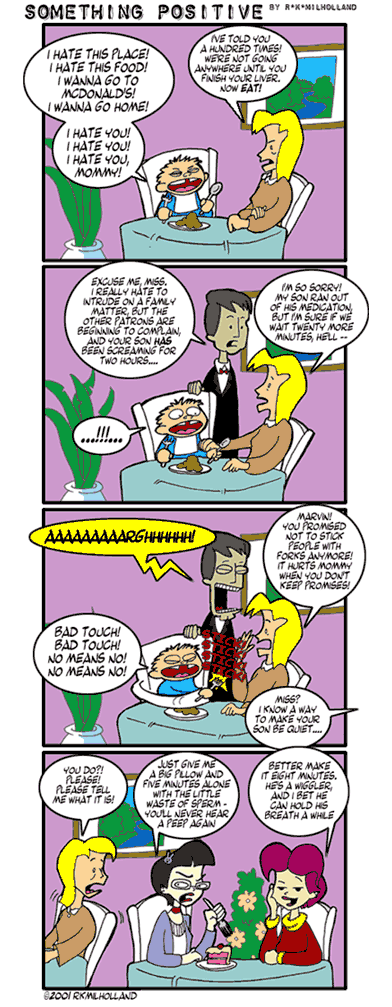 SOMETHING POSITIVE BY R*K*MILHOLLAND
I HATE THIS PLACE!
I HATE THIS FOOD!
I WANNA GO TO
MCDONALD'S!
I WANNA GO HOME!
I HATE YOU!
I HATE YOU!
I HATE YOU,
MOMMY!
I'VE TOLD YOU
A HUNDRED TIMES!
WE'RE NOT GOING
ANYWHERE UNTIL YOU
FINISH YOUR LIVER.
NOW EAT!
EXCUSE ME, MISS.
I REALLY HATE TO
INTRUDE ON A FAMILY
MATTER, BUT THE
OTHER PATRONS ARE
BEGINNING TO COMPLAIN,
AND YOUR SON HAS
BEEN SCREAMING FOR
TWO HOURS....
I'M SO SORRY!
MY SON RAN OUT
OF HIS MEDICATION,
BUT I'M SURE IF WE
WAIT TWENTY MORE
MINUTES, HE'LL --
!!!
.........
AAAAAAAAAARGHHHHHH!
MARVIN!
YOU PROMISED
NOT TO STICK
PEOPLE WITH
FORKS ANYMORE!
IT HURTS MOMMY
WHEN YOU DON'T
KEEP PROMISES!
BAD TOUCH!
BAD TOUCH!
NO MEANS NO!
NO MEANS NO!
MISS?
I KNOW A WAY
TO MAKE YOUR
SON BE QUIET....
YOU DO?!
PLEASE!
PLEASE TELL
ME WHAT IT IS!
JUST GIVE ME
A BIG PILLOW AND
FIVE MINUTES ALONE
WITH THE LITTLE
WASTE OF SPERM -
YOU'LL NEVER HEAR
A PEEP AGAIN
BETTER MAKE
IT EIGHT MINUTES.
HE'S A WIGGLER,
AND I BET HE
CAN HOLD HIS
BREATH A WHILE
©2001 RKMILHOLLAND